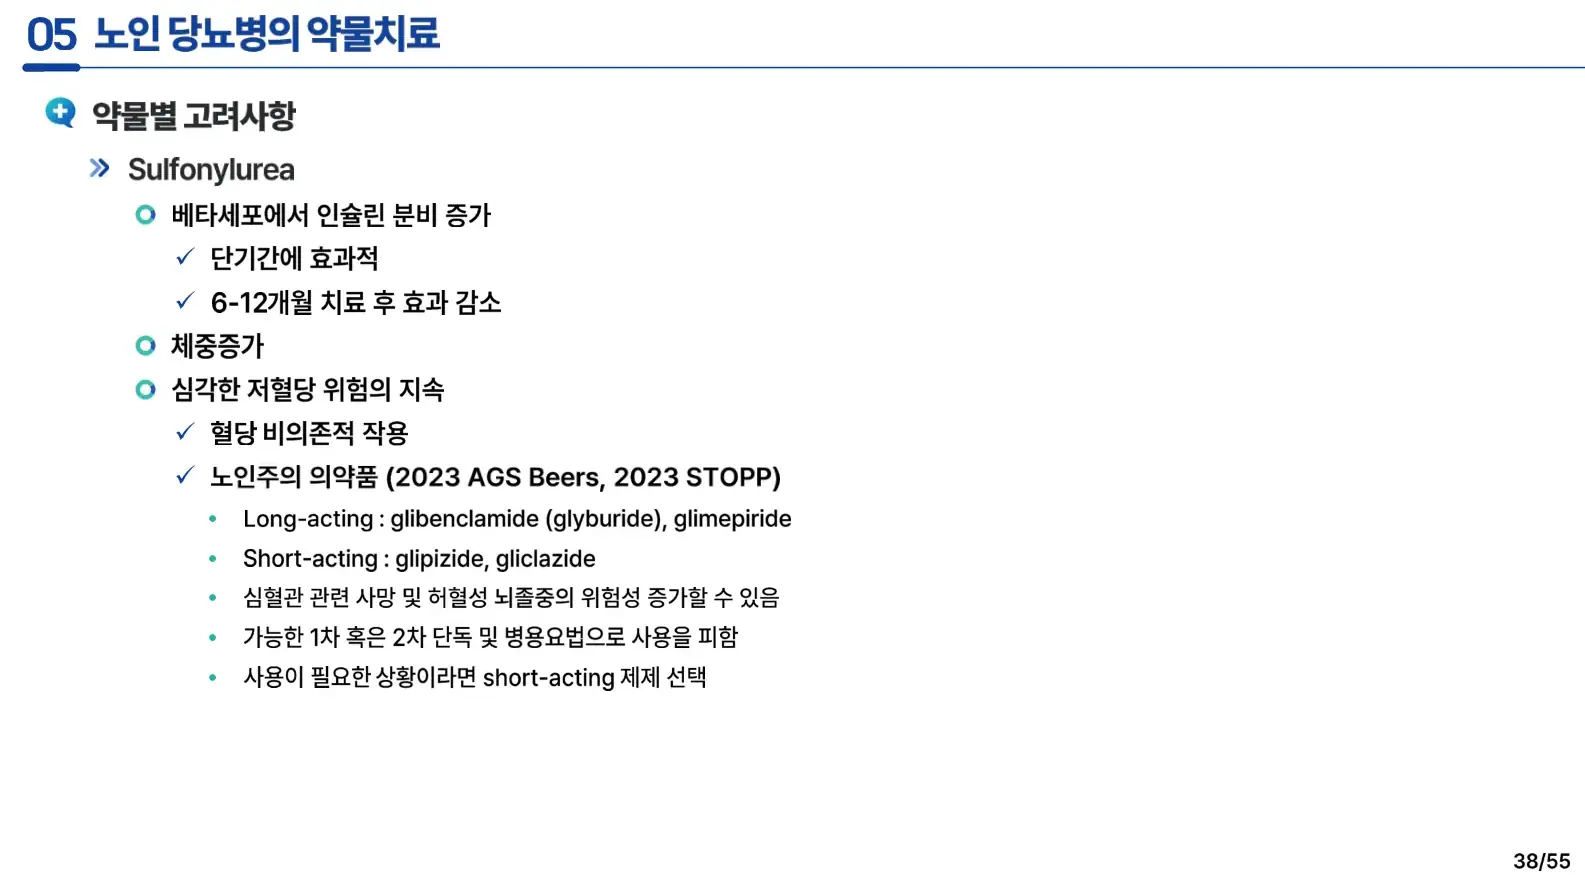 05 노인 당뇨병의 약물치료
약물별 고려사항
Sulfonylurea
베타세포에서 인슐린 분비 증가
단기간에 효과적
6-12개월 치료 후 효과 감소
체중증가
심각한 저혈당 위험의 지속
혈당 비의존적 작용
노인주의 의약품 (2023 AGS Beers, 2023 STOPP)
Long-acting : glibenclamide (glyburide), glimepiride
Short-acting : glipizide, gliclazide
심혈관 관련 사망 및 허혈성 뇌졸중의 위험성 증가할 수 있음
가능한 1차 혹은 2차 단독 및 병용요법으로 사용을 피함
사용이 필요한 상황이라면 short-acting 제제 선택
38/55